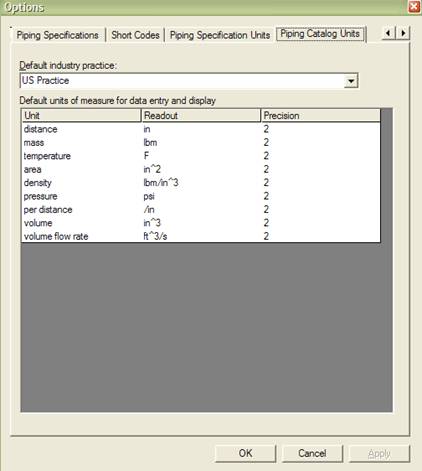 Options
Piping Specifications Short Codes Piping Specification Units Piping Catalog Units
Default industry practice:
US Practice
Default units of measure for data entry and display
Unit Readout Precision
distance in 2
mass lbm 2
temperature F 2
area in^2 2
density lbm/in^3 2
pressure psi 2
per distance /in 2
volume in^3 2
volume flow rate ft^3/s 2
OK Cancel Apply